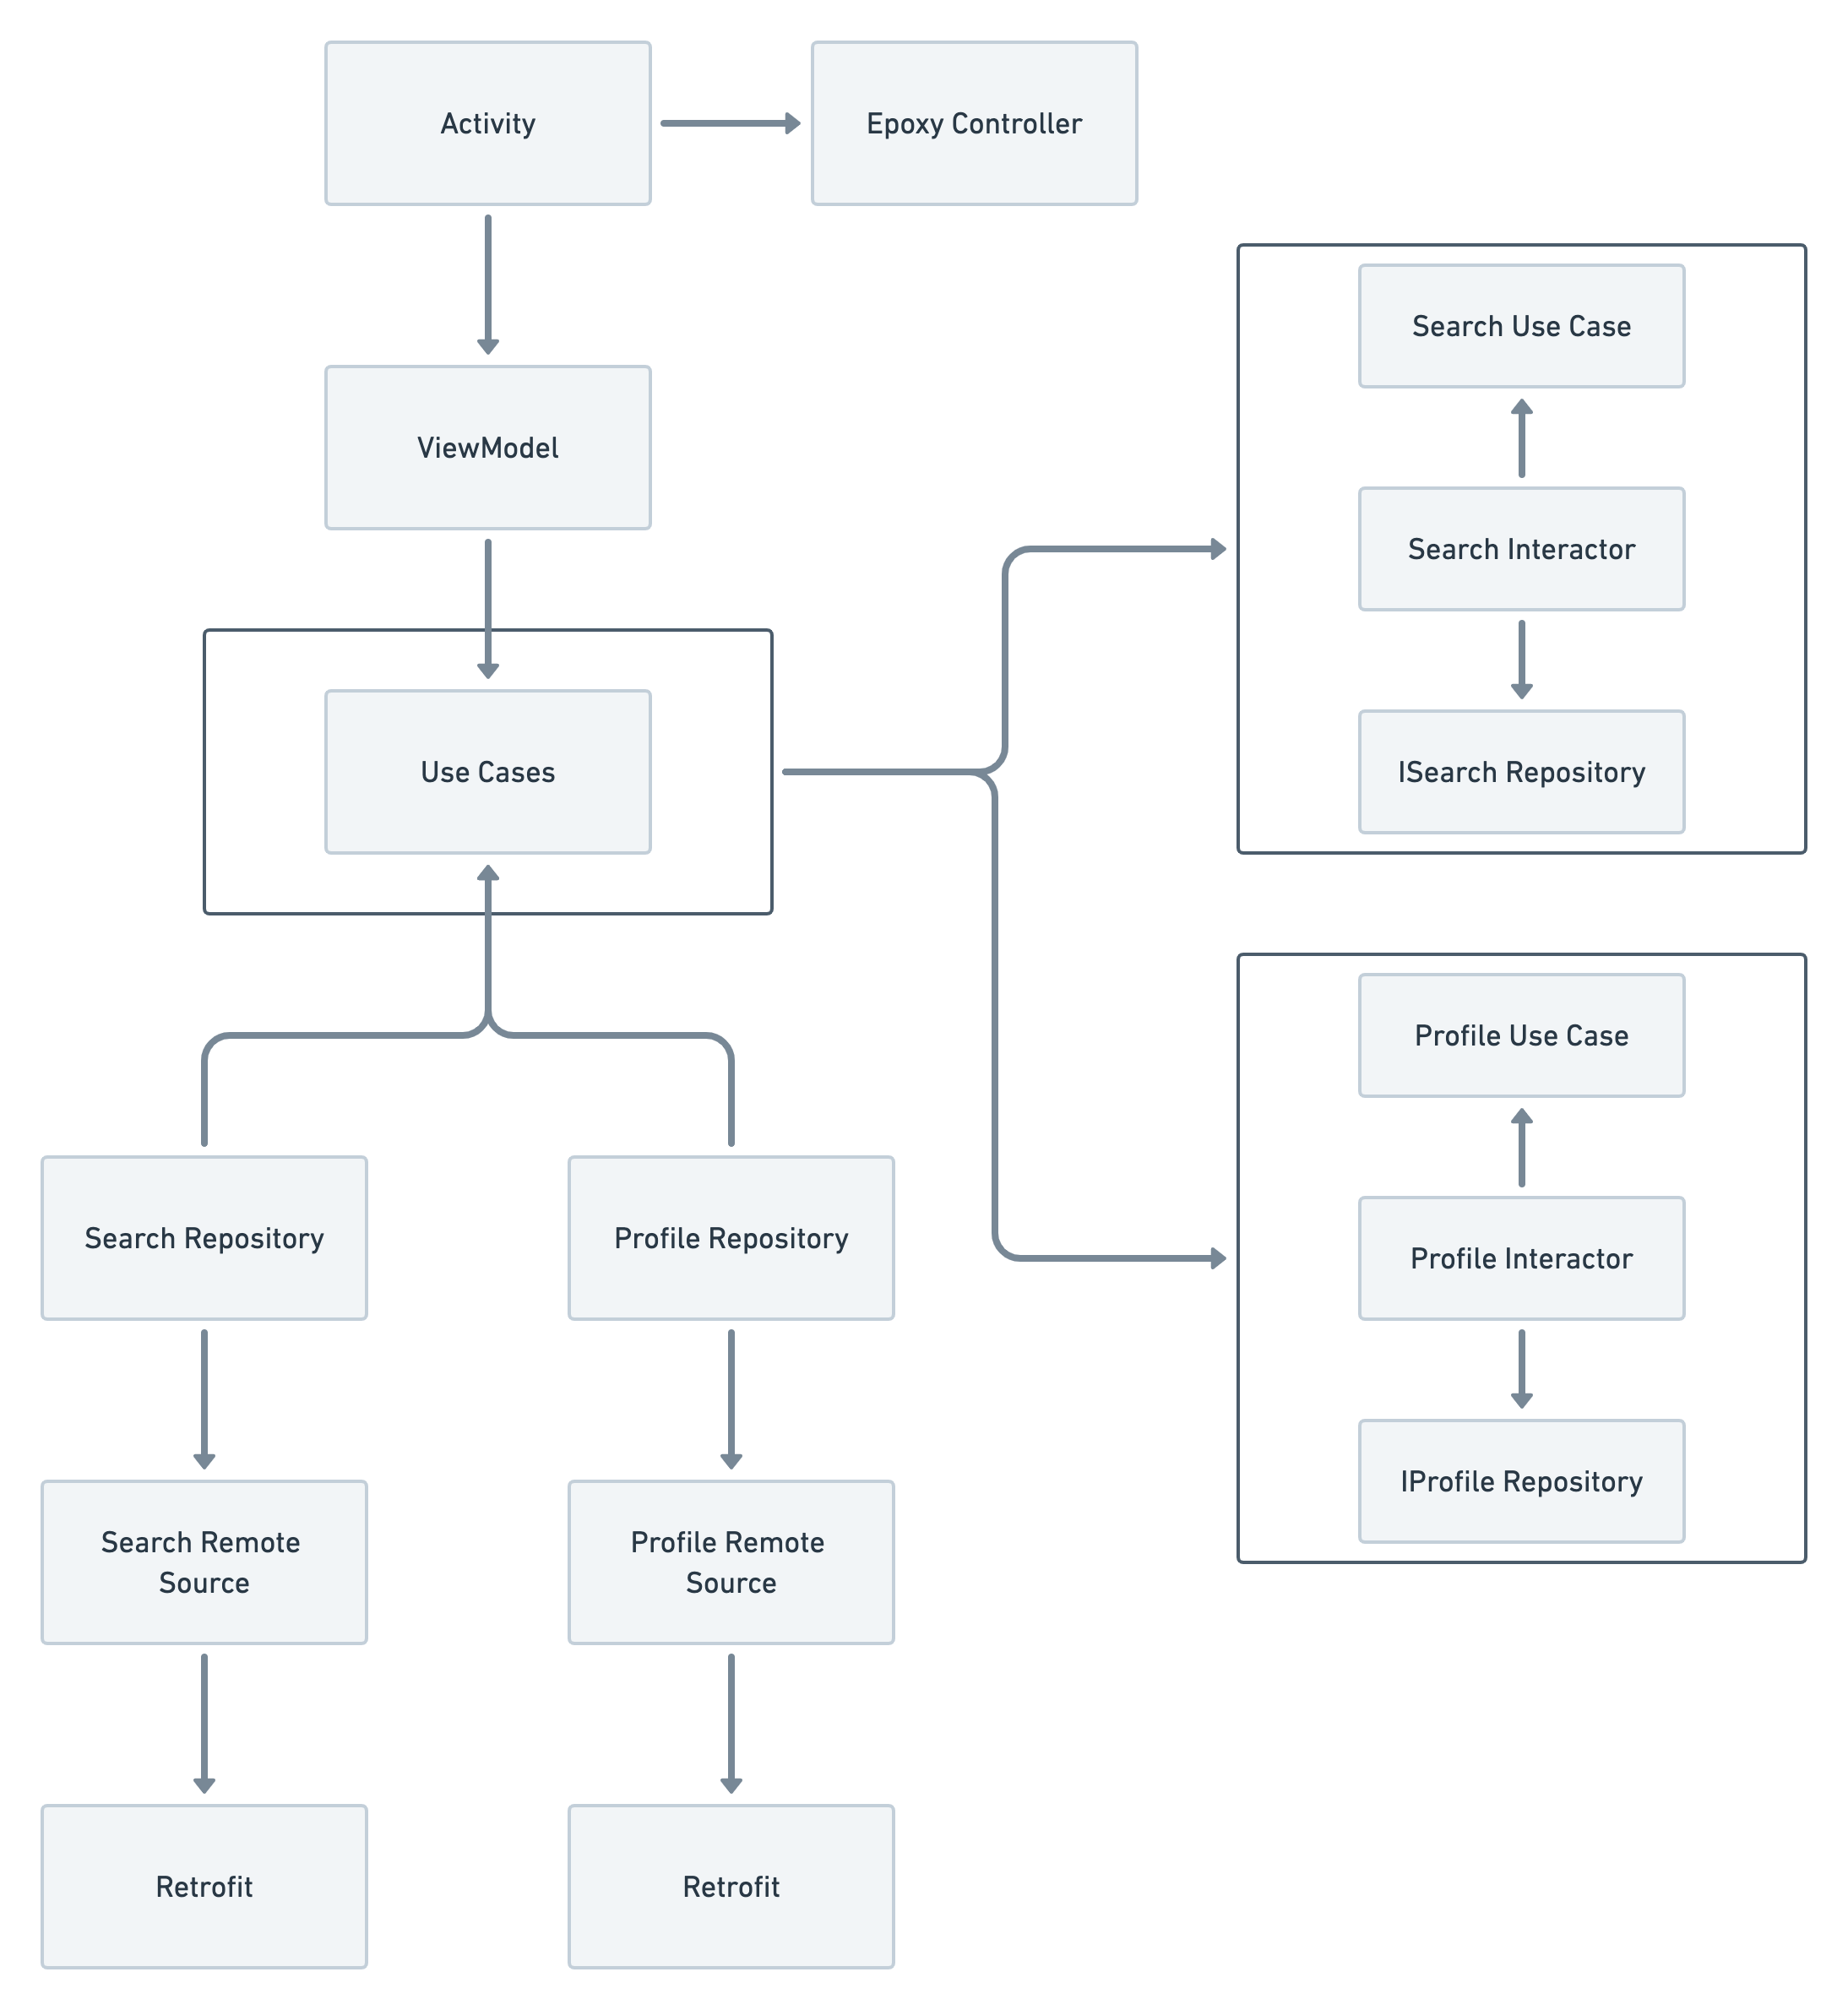 Activity
Epoxy Controller
ViewModel
Use Cases
Search Use Case
Search Interactor
ISearch Repository
Profile Use Case
Profile Interactor
IProfile Repository
Search Repository
Profile Repository
Search Remote
Source
Profile Remote
Source
Retrofit
Retrofit